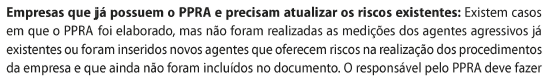 Empresas que já possuem o PPRA e precisam atualizar os riscos existentes: Existem casos
em que o PPRA foi elaborado, mas não foram realizadas as medições dos agentes agressivos já
existentes ou foram inseridos novos agentes que oferecem riscos na realização dos procedimentos
da empresa e que ainda não foram incluídos no documento. O responsável pelo PPRA deve fazer